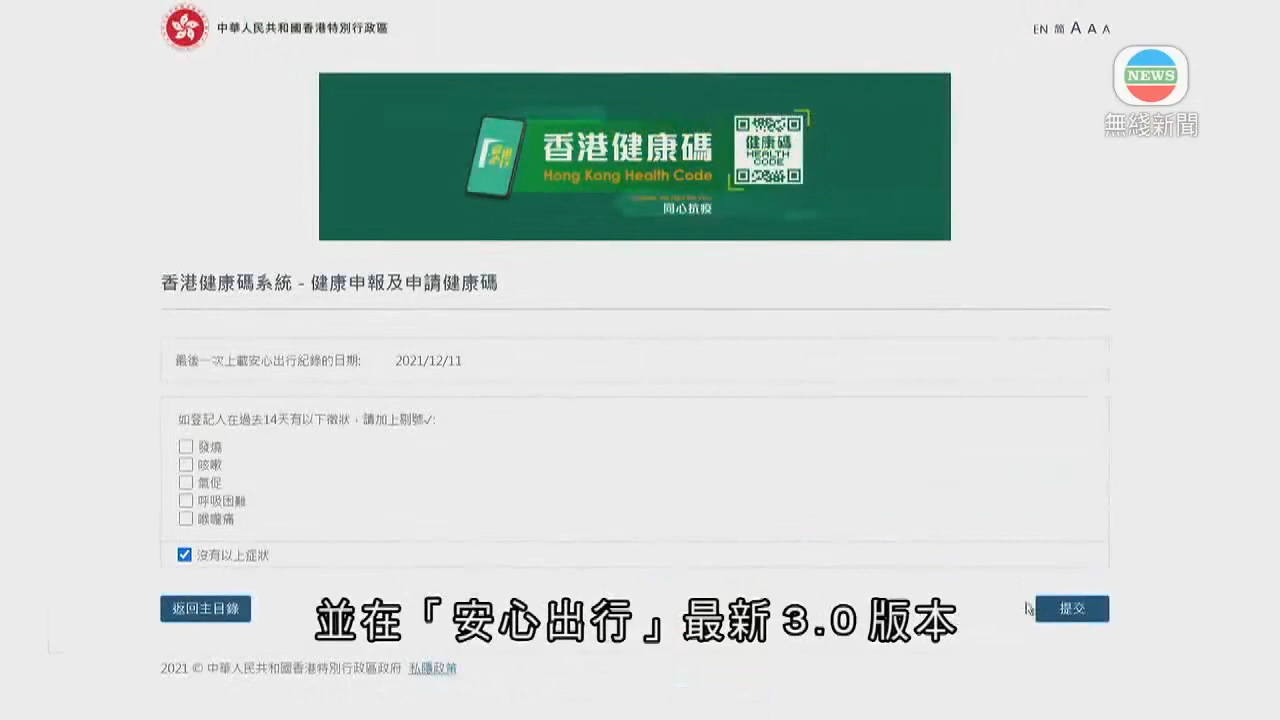 中華人民共和國香港特別行政區
EN 簡 A A A
NEWS
無綫新聞
香港健康碼
Hong Kong Health Code
同心抗疫
健康碼
HEALTH
CODE
香港健康碼系統 - 健康申報及申請健康碼
最後一次上載安心出行紀錄的日期: 2021/12/11
如登記人在過去14天有以下徵狀，請加上剔號✓:
發燒
咳嗽
氣促
呼吸困難
喉嚨痛
沒有以上症狀
返回主目錄
提交
並在「安心出行」最新3.0版本
2021 © 中華人民共和國香港特別行政區政府 私隱政策